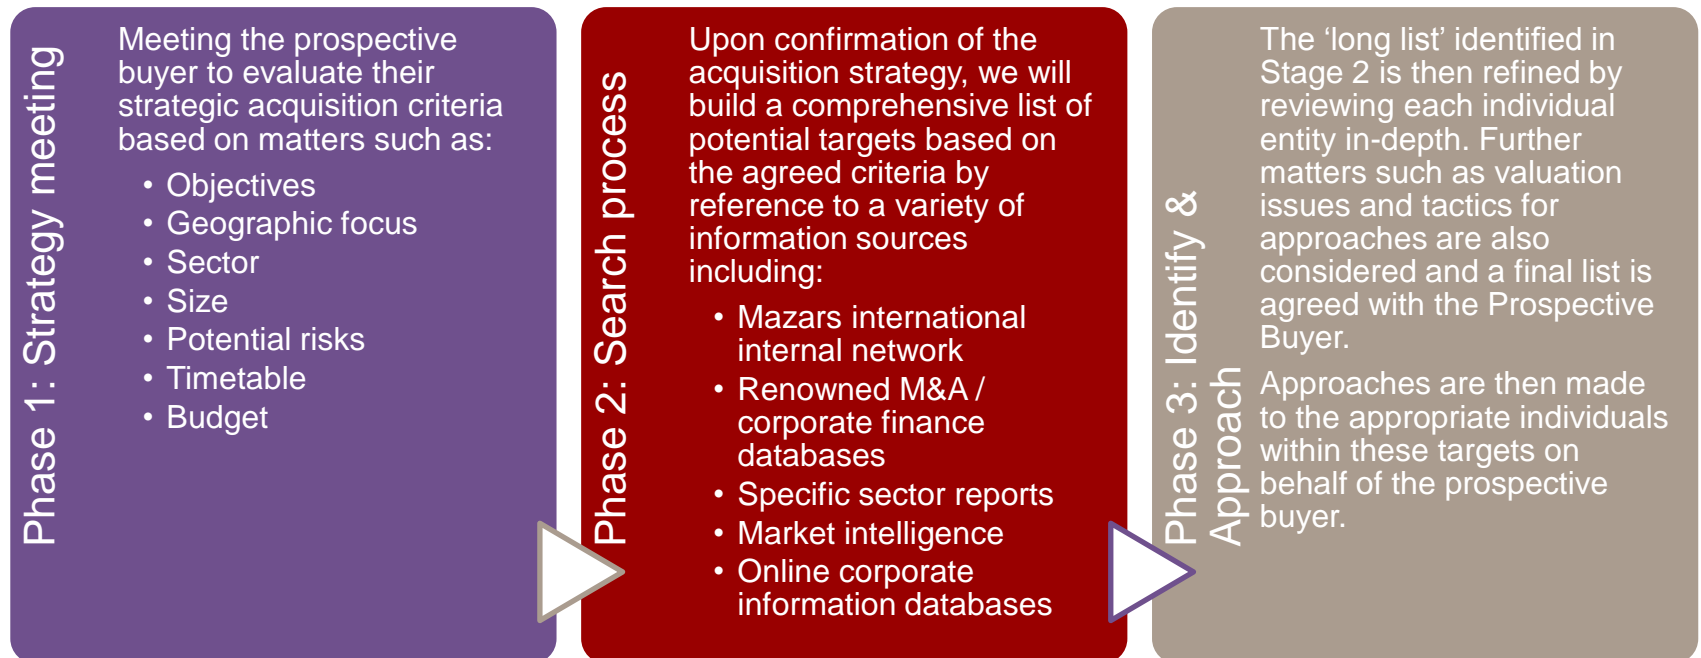 Phase 1: Strategy meeting
Meeting the prospective
buyer to evaluate their
strategic acquisition criteria
based on matters such as:
• Objectives
• Geographic focus
• Sector
• Size
• Potential risks
• Timetable
• Budget
Phase 2: Search process
Upon confirmation of the
acquisition strategy, we will
build a comprehensive list of
potential targets based on
the agreed criteria by
reference to a variety of
information sources
including:
• Mazars international
internal network
• Renowned M&A /
corporate finance
databases
• Specific sector reports
• Market intelligence
• Online corporate
information databases
Phase 3: Identify &
Approach
The ‘long list’ identified in
Stage 2 is then refined by
reviewing each individual
entity in-depth. Further
matters such as valuation
issues and tactics for
approaches are also
considered and a final list is
agreed with the Prospective
Buyer.
Approaches are then made
to the appropriate individuals
within these targets on
behalf of the prospective
buyer.